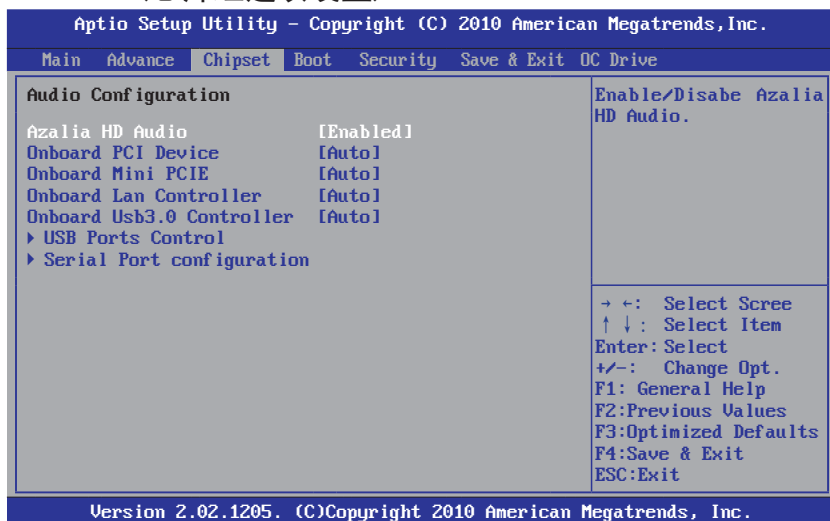 Aptio Setup Utility – Copyright (C) 2010 American Megatrends,Inc.
Main Advance Chipset Boot Security Save & Exit OC Drive
Audio Configuration
Azalia HD Audio [Enabled]
Onboard PCI Device [Auto]
Onboard Mini PCIE [Auto]
Onboard Lan Controller [Auto]
Onboard Usb3.0 Controller [Auto]
▶ USB Ports Control
▶ Serial Port configuration
Enable/Disabe Azalia
HD Audio.
→ ←: Select Scree
↑ ↓: Select Item
Enter: Select
+/-: Change Opt.
F1: General Help
F2:Previous Values
F3:Optimized Defaults
F4:Save & Exit
ESC:Exit
Version 2.02.1205. (C)Copyright 2010 American Megatrends, Inc.